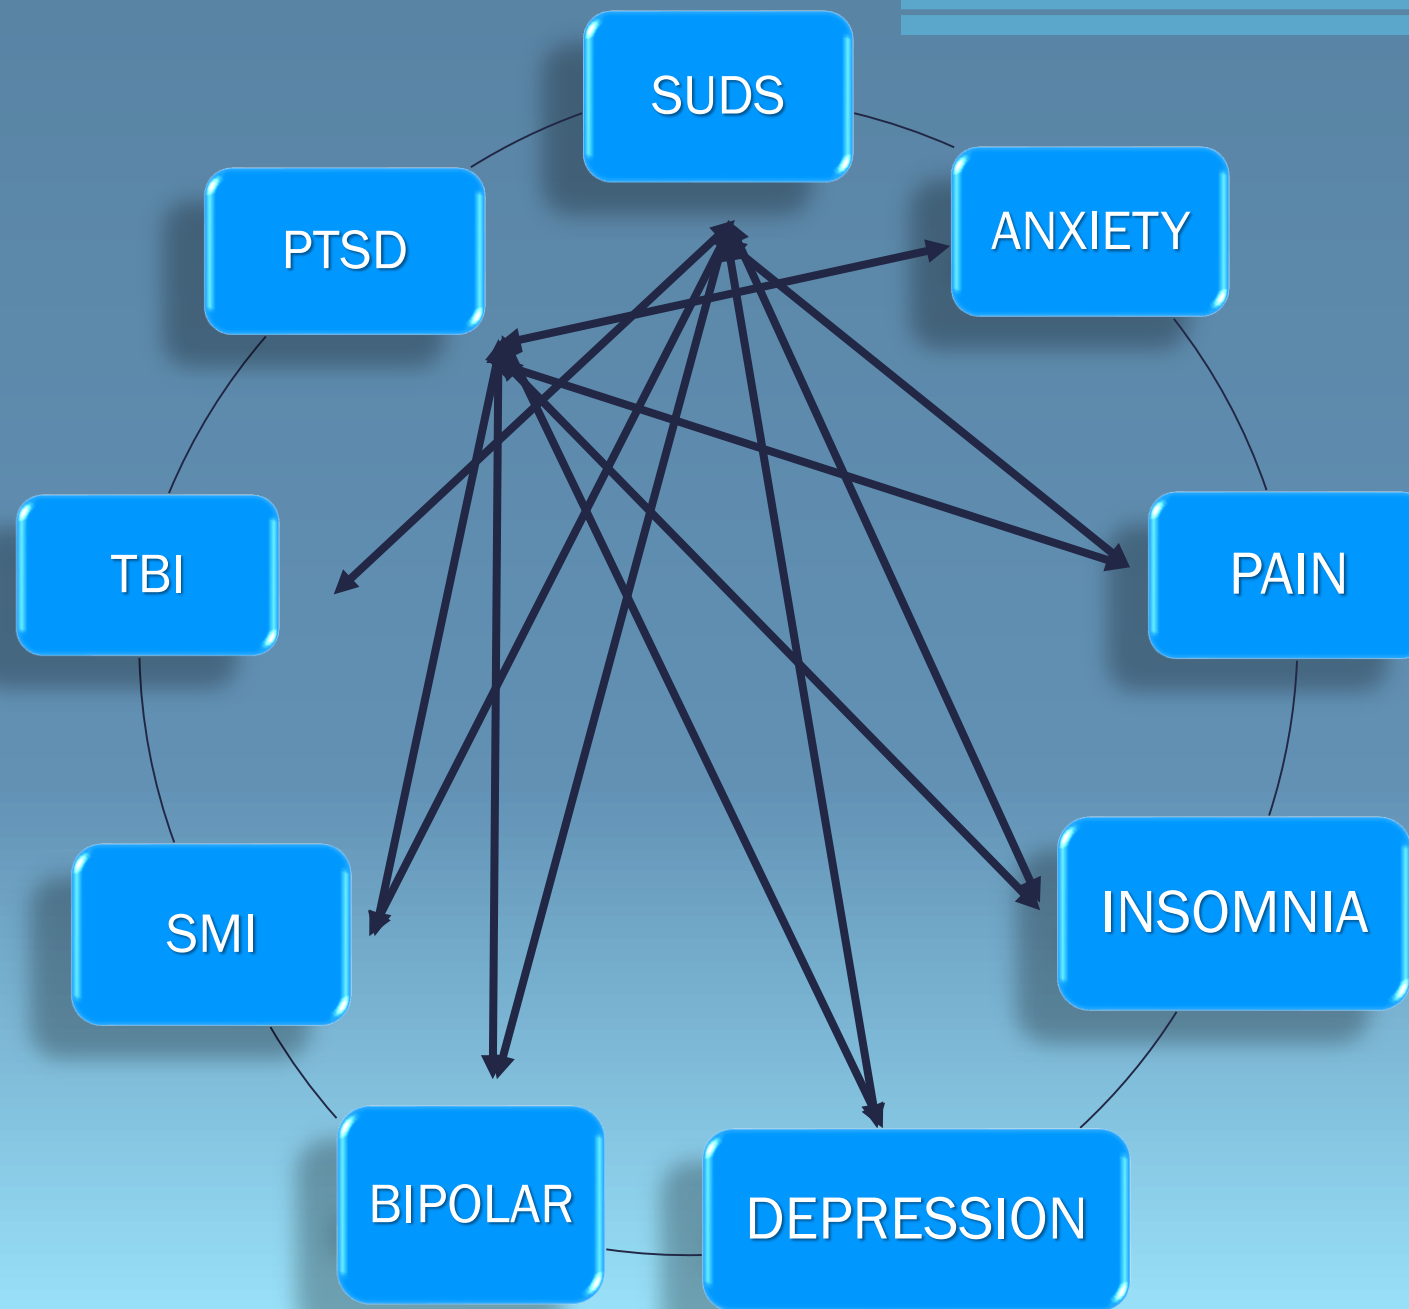 SUDS
ANXIETY
PTSD
PAIN
TBI
INSOMNIA
SMI
BIPOLAR
DEPRESSION